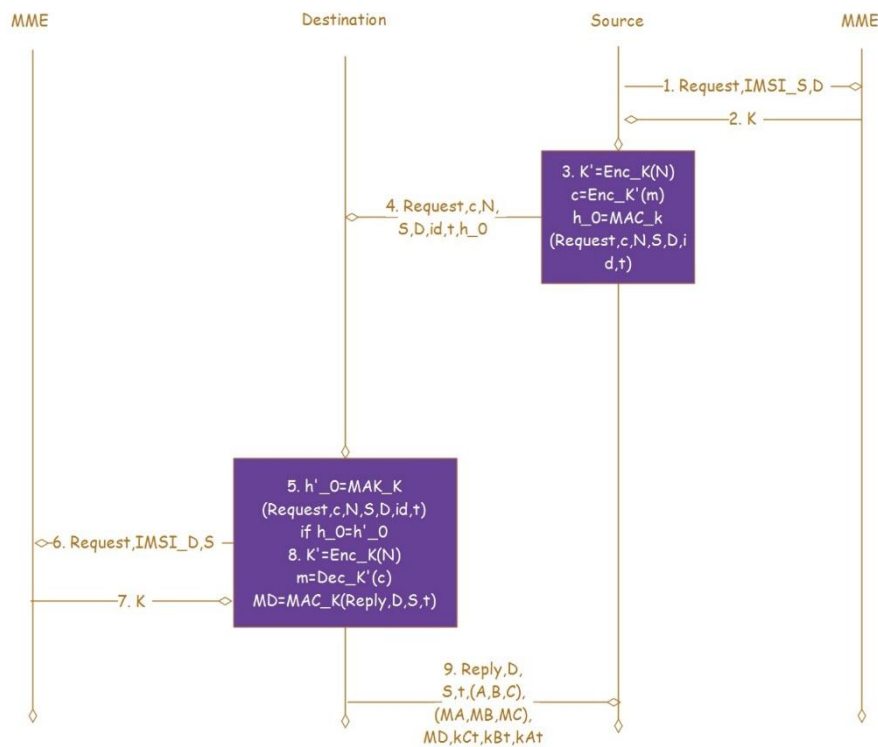 MME
Destination
Source
MME
1. Request,IMSI_S,D
2. K
3. K'=Enc_K(N)
c=Enc_K'(m)
h_0=MAC_k
(Request,c,N,S,D,i
d,t)
4. Request,c,N,
S,D,id,t,h_0
5. h'_0=MAK_K
(Request,c,N,S,D,id,t)
if h_0=h'_0
8. K'=Enc_K(N)
m=Dec_K'(c)
MD=MAC_K(Reply,D,S,t)
6. Request,IMSI_D,S
7. K
9. Reply,D,
S,t,(A,B,C),
(MA,MB,MC),
MD,kCt,kBt,kAt